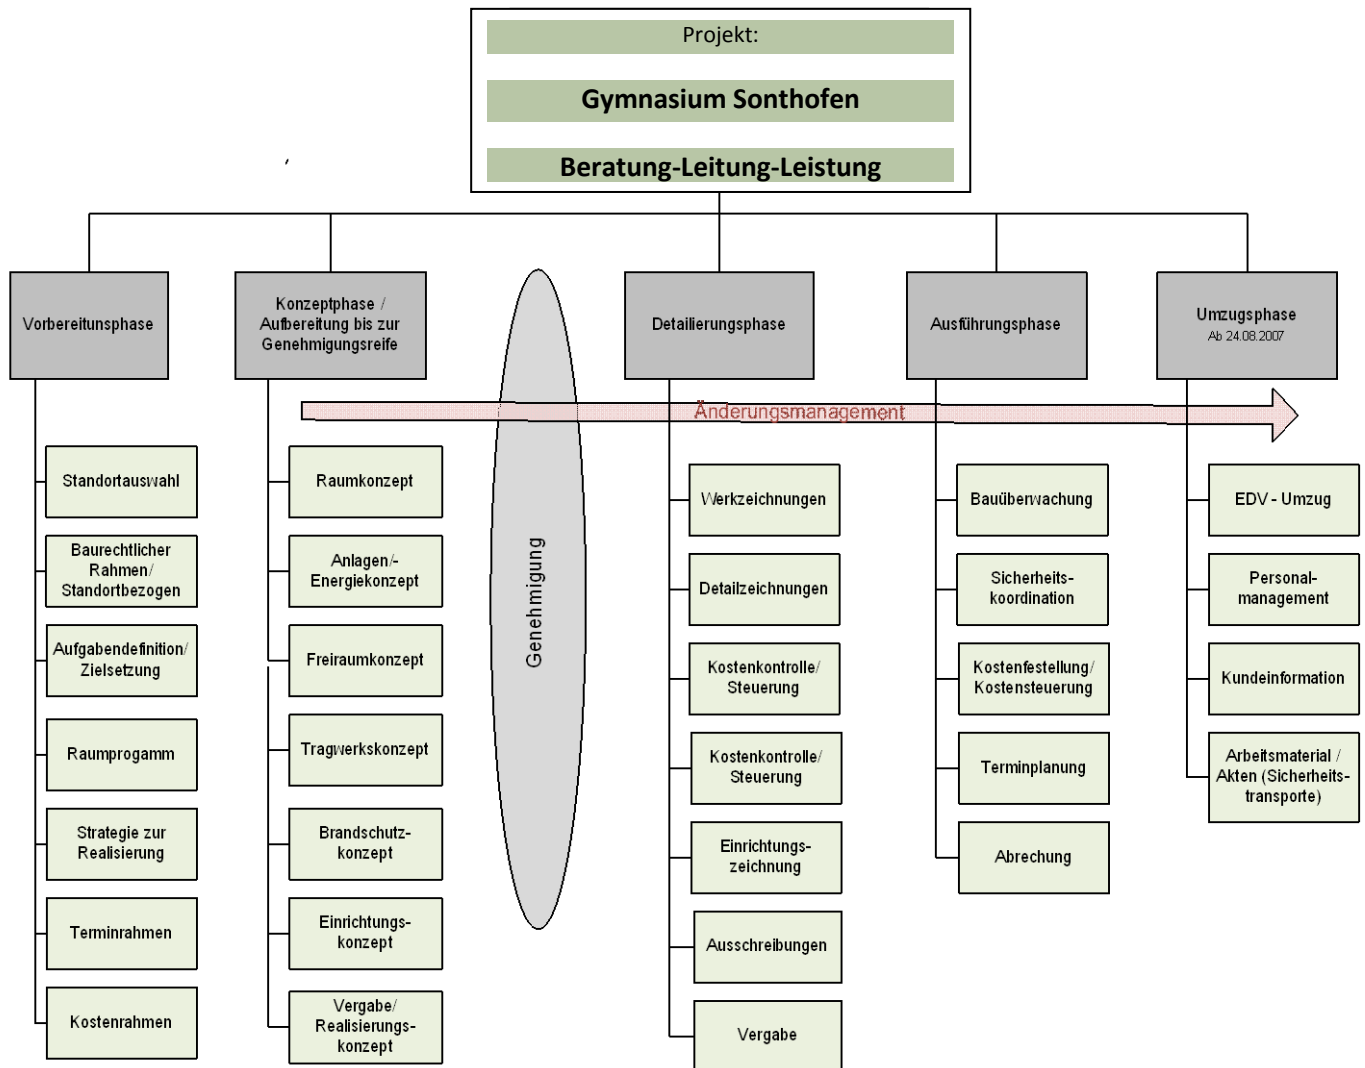 Projekt:
Gymnasium Sonthofen
Beratung-Leitung-Leistung
Vorbereitunsphase
Konzeptphase /
Aufbereitung bis zur
Genehmigungsreife
Detailierungsphase
Ausführungsphase
Umzugsphase
Ab 24.08.2007
Änderungsmanagement
Genehmigung
Standortauswahl
Baurechtlicher
Rahmen/
Standortbezogen
Aufgabendefinition/
Zielsetzung
Raumprogamm
Strategie zur
Realisierung
Terminrahmen
Kostenrahmen
Raumkonzept
Anlagen/-
Energiekonzept
Freiraumkonzept
Tragwerkskonzept
Brandschutz-
konzept
Einrichtungs-
konzept
Vergabe/
Realisierungs-
konzept
Werkzeichnungen
Detailzeichnungen
Kostenkontrolle/
Steuerung
Kostenkontrolle/
Steuerung
Einrichtungs-
zeichnung
Ausschreibungen
Vergabe
Bauüberwachung
Sicherheits-
koordination
Kostenfestellung/
Kostensteuerung
Terminplanung
Abrechung
EDV - Umzug
Personal-
management
Kundeinformation
Arbeitsmaterial /
Akten (Sicherheits-
transporte)